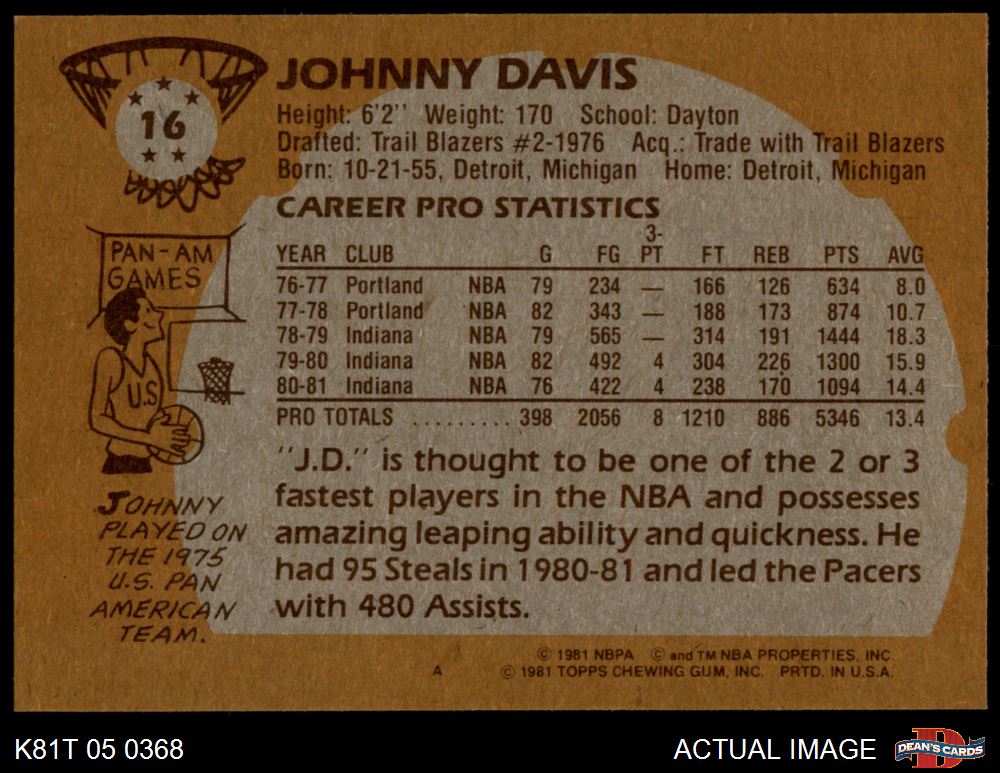 16
JOHNNY DAVIS
Height: 6'2'' Weight: 170 School: Dayton
Drafted: Trail Blazers #2-1976 Acq.: Trade with Trail Blazers
Born: 10-21-55, Detroit, Michigan Home: Detroit, Michigan
CAREER PRO STATISTICS
YEAR CLUB G FG 3-PT FT REB PTS AVG
76-77 Portland NBA 79 234 — 166 126 634 8.0
77-78 Portland NBA 82 343 — 188 173 874 10.7
78-79 Indiana NBA 79 565 — 314 191 1444 18.3
79-80 Indiana NBA 82 492 4 304 226 1300 15.9
80-81 Indiana NBA 76 422 4 238 170 1094 14.4
PRO TOTALS ......... 398 2056 8 1210 886 5346 13.4
"J.D." is thought to be one of the 2 or 3
fastest players in the NBA and possesses
amazing leaping ability and quickness. He
had 95 Steals in 1980-81 and led the Pacers
with 480 Assists.
PAN-AM
GAMES
U.S
JOHNNY
PLAYED ON
THE 1975
U.S. PAN
AMERICAN
TEAM.
© 1981 NBPA © and TM NBA PROPERTIES, INC.
A © 1981 TOPPS CHEWING GUM, INC. PRTD. IN U.S.A.
K81T 05 0368 ACTUAL IMAGE
D
DEAN'S CARDS